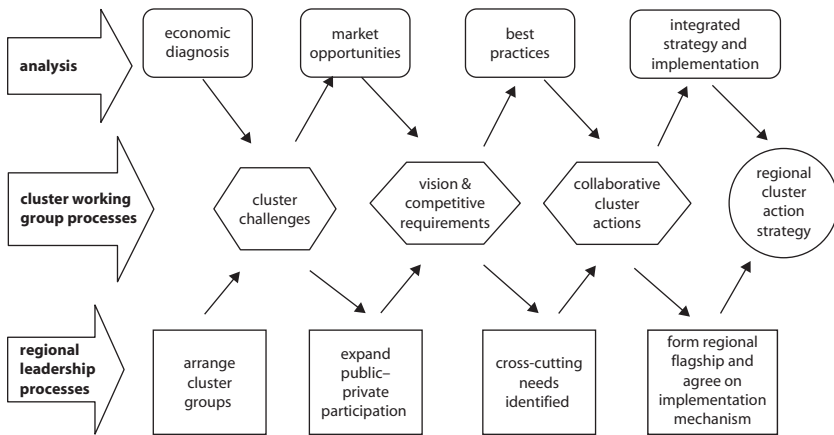 analysis
economic
diagnosis
market
opportunities
best
practices
integrated
strategy and
implementation
cluster working
group processes
cluster
challenges
vision &
competitive
requirements
collaborative
cluster
actions
regional
cluster
action
strategy
regional
leadership
processes
arrange
cluster
groups
expand
public–
private
participation
cross-cutting
needs
identified
form regional
flagship and
agree on
implementation
mechanism